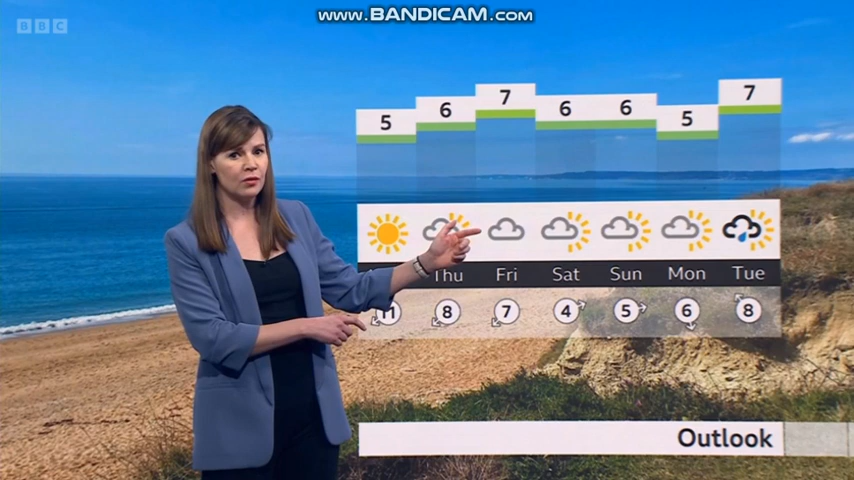 www.BANDICAM.com
BBC
5 6 7 6 6 5 7
Thu Fri Sat Sun Mon Tue
11 8 7 4 5 6 8
Outlook